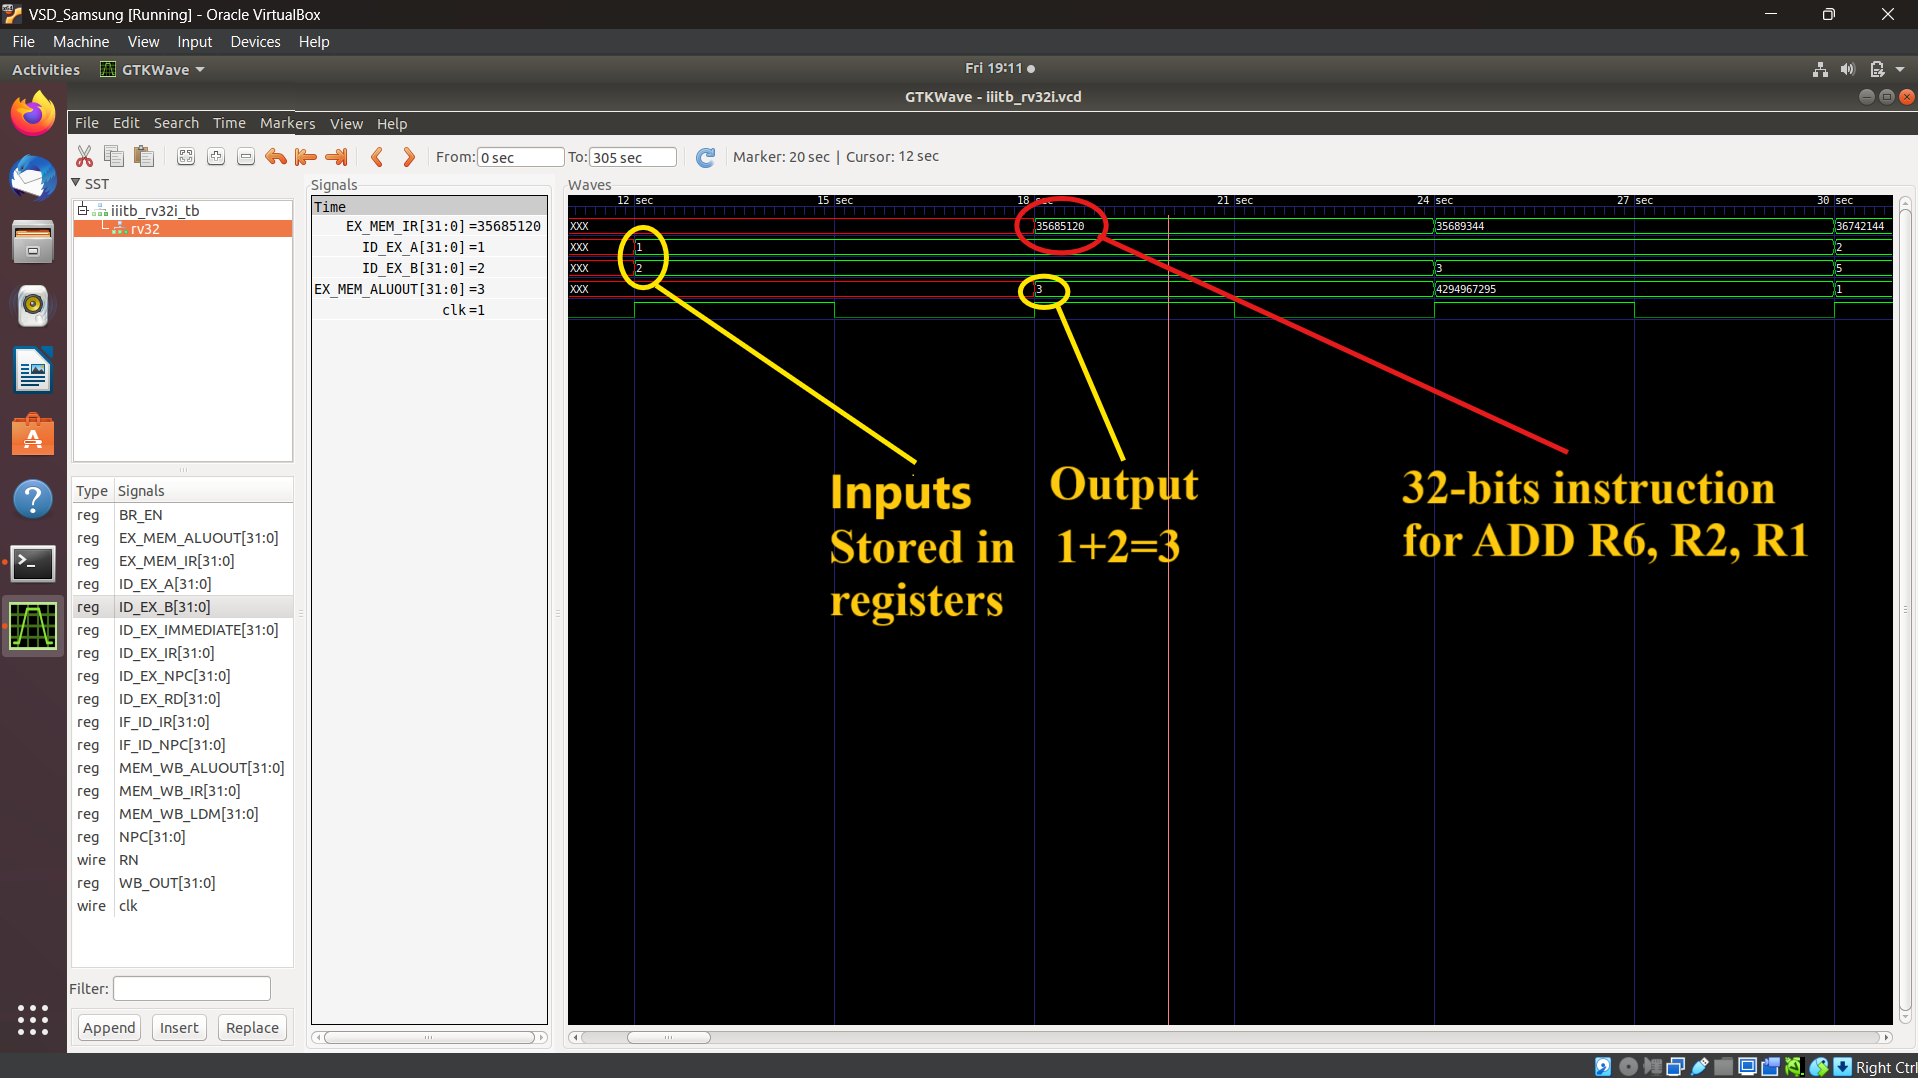 VSD_Samsung [Running] - Oracle VirtualBox
File Machine View Input Devices Help
Activities GTKWave Fri 19:11
GTKWave - iiitb_rv32i.vcd
File Edit Search Time Markers View Help
From: 0 sec To: 305 sec Marker: 20 sec | Cursor: 12 sec
SST
iiitb_rv32i_tb
rv32
Type Signals
reg BR_EN
reg EX_MEM_ALUOUT[31:0]
reg EX_MEM_IR[31:0]
reg ID_EX_A[31:0]
reg ID_EX_B[31:0]
reg ID_EX_IMMEDIATE[31:0]
reg ID_EX_IR[31:0]
reg ID_EX_NPC[31:0]
reg ID_EX_RD[31:0]
reg IF_ID_IR[31:0]
reg IF_ID_NPC[31:0]
reg MEM_WB_ALUOUT[31:0]
reg MEM_WB_IR[31:0]
reg MEM_WB_LDM[31:0]
reg NPC[31:0]
wire RN
reg WB_OUT[31:0]
wire clk
Filter:
Append Insert Replace
Signals
Time
EX_MEM_IR[31:0] =35685120
ID_EX_A[31:0] =1
ID_EX_B[31:0] =2
EX_MEM_ALUOUT[31:0] =3
clk =1
Waves
12 sec 15 sec 18 sec 21 sec 24 sec 27 sec 30 sec
XXX 35685120 35689344 36742144
XXX 1 2
XXX 2 3 5
XXX 3 4294967295 1
Inputs
Stored in
registers
Output
1+2=3
32-bits instruction
for ADD R6, R2, R1
Right Ctrl